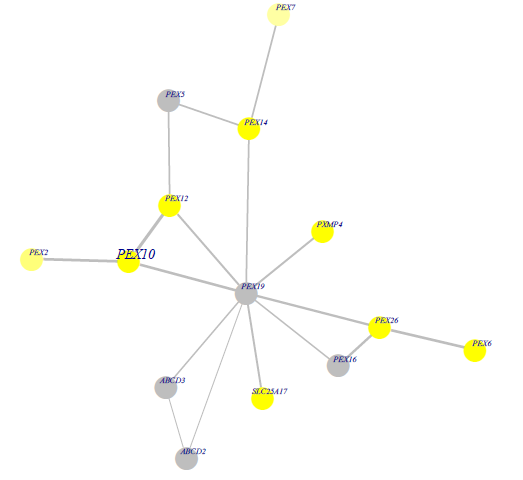 PEX7
PEX5
PEX14
PEX12
PXMP4
PEX2
PEX10
PEX19
PEX26
PEX6
PEX16
ABCD3
SLC25A17
ABCD2